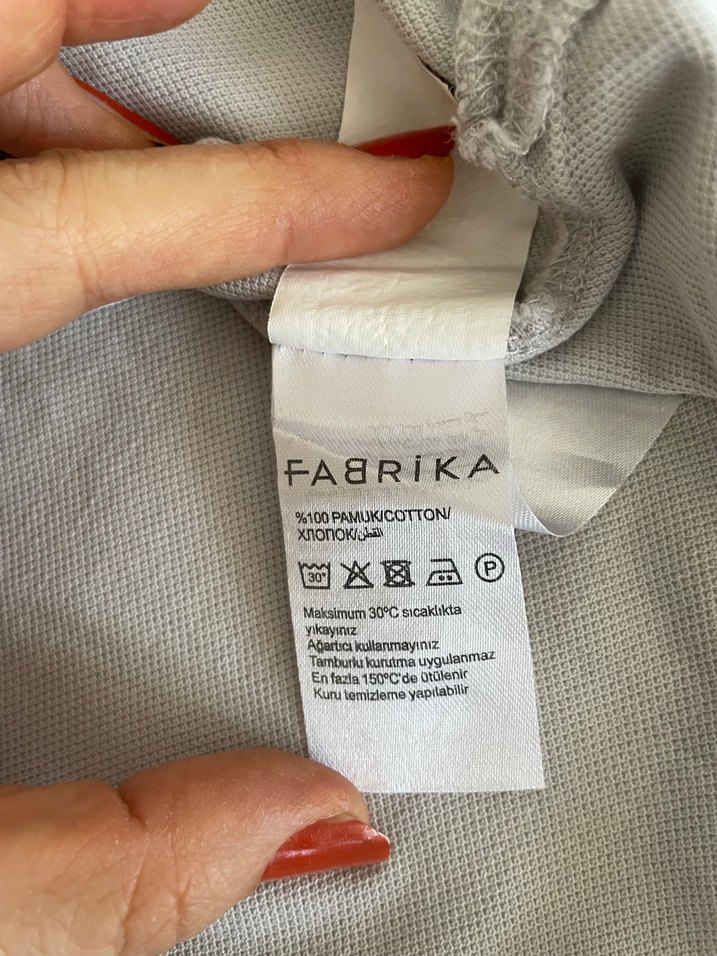 FABRİKA
%100 PAMUK/COTTON/
ХЛОПОК/القطن
30°
P
Maksimum 30°C sıcaklıkta
yıkayınız
Ağartıcı kullanmayınız
Tamburlu kurutma uygulanmaz
En fazla 150°C'de ütülenir
Kuru temizleme yapılabilir